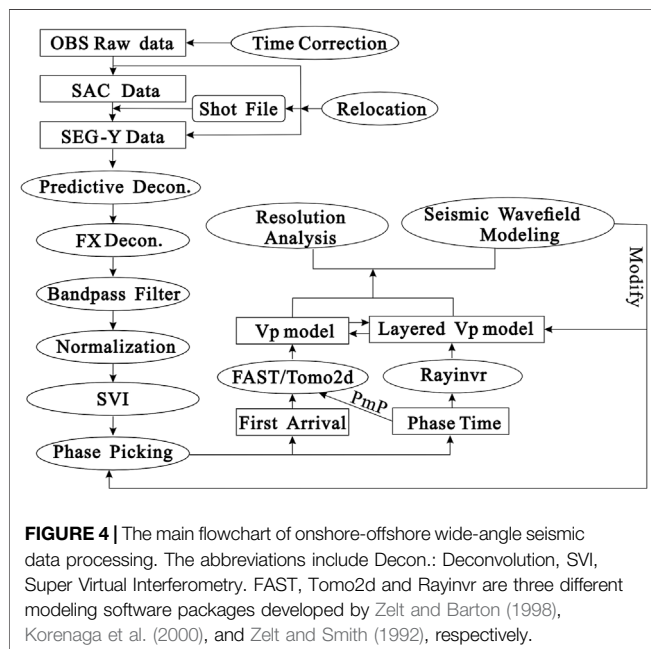 OBS Raw data
Time Correction
SAC Data
Shot File
Relocation
SEG-Y Data
Predictive Decon.
FX Decon.
Bandpass Filter
Normalization
SVI
Phase Picking
Resolution
Analysis
Seismic Wavefield
Modeling
Modify
Vp model
Layered Vp model
FAST/Tomo2d
Rayinvr
PmP
First Arrival
Phase Time
FIGURE 4 | The main flowchart of onshore-offshore wide-angle seismic
data processing. The abbreviations include Decon.: Deconvolution, SVI,
Super Virtual Interferometry. FAST, Tomo2d and Rayinvr are three different
modeling software packages developed by Zelt and Barton (1998),
Korenaga et al. (2000), and Zelt and Smith (1992), respectively.